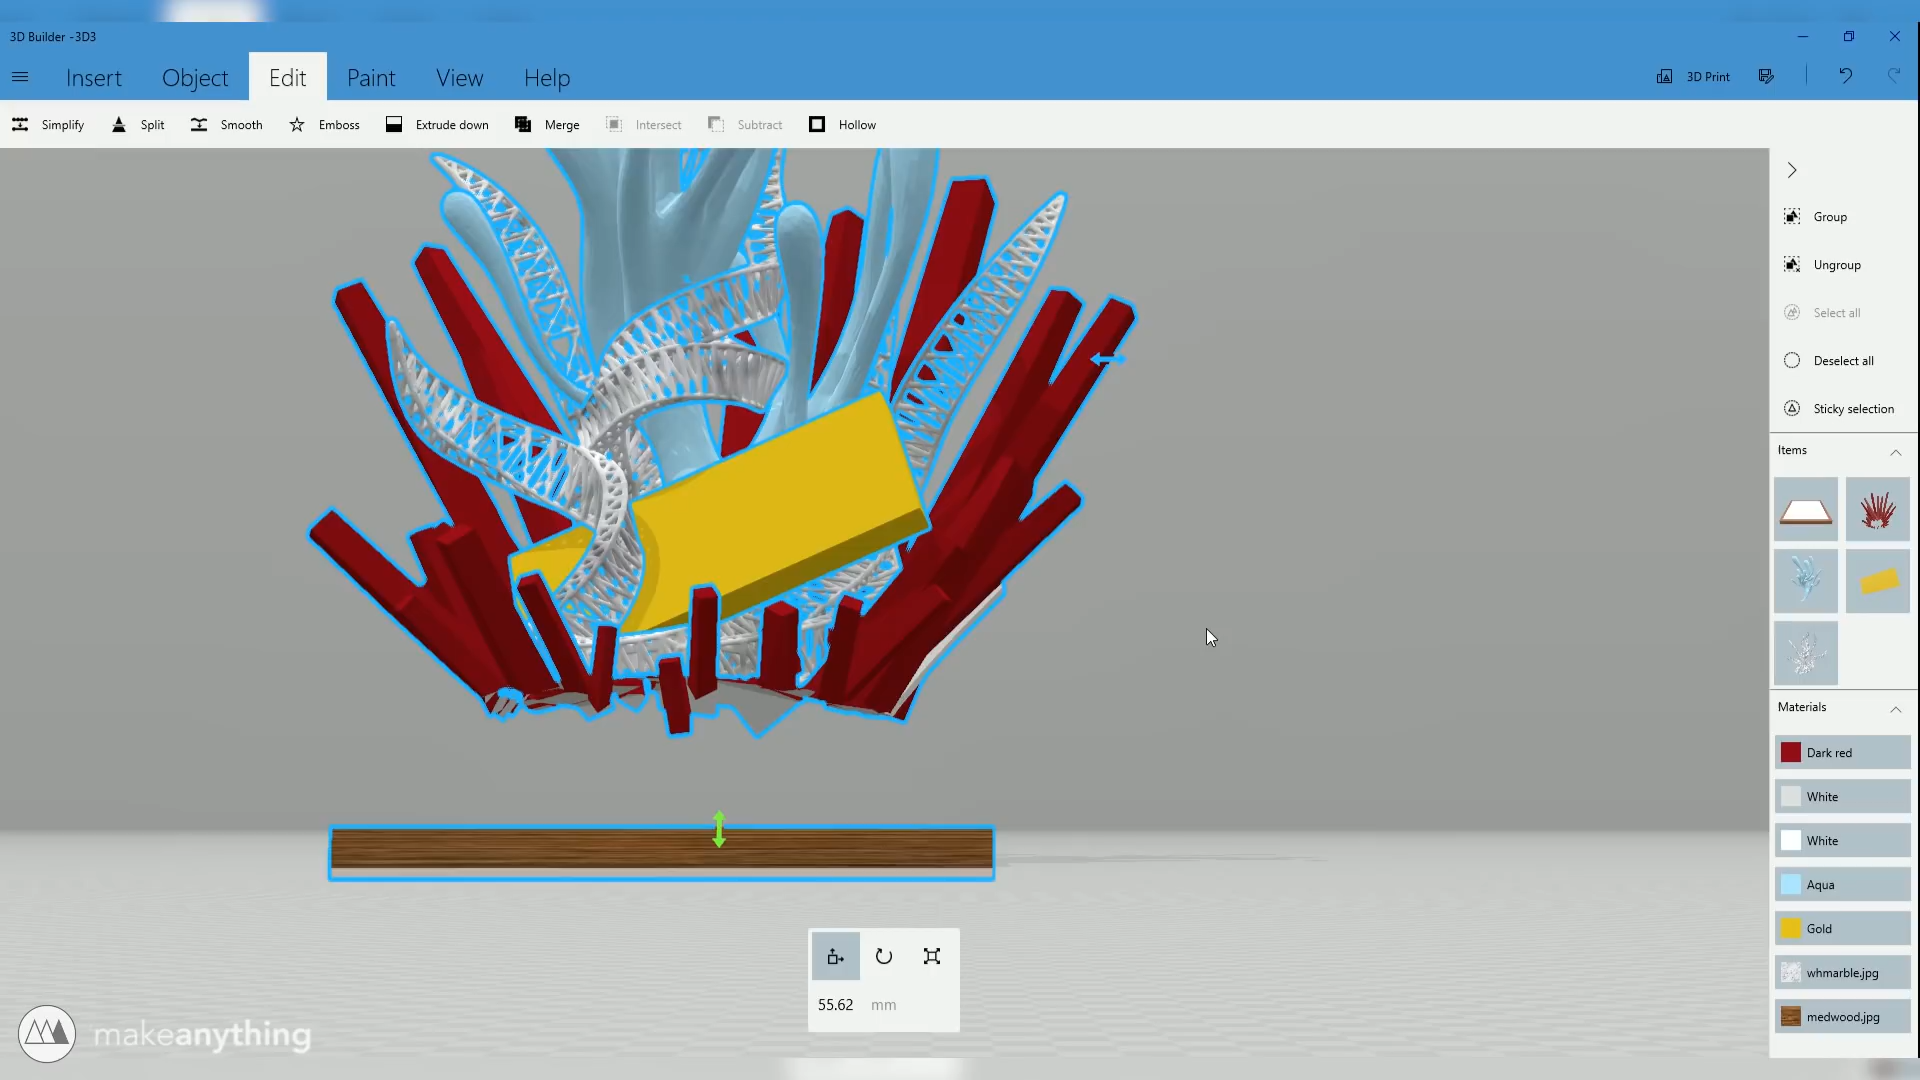 3D Builder -3D3
Insert Object Edit Paint View Help
3D Print
Simplify Split Smooth Emboss Extrude down Merge Intersect Subtract Hollow
Group
Ungroup
Select all
Deselect all
Sticky selection
Items
Materials
Dark red
White
White
Aqua
Gold
whmarble.jpg
medwood.jpg
55.62 mm
makeanything